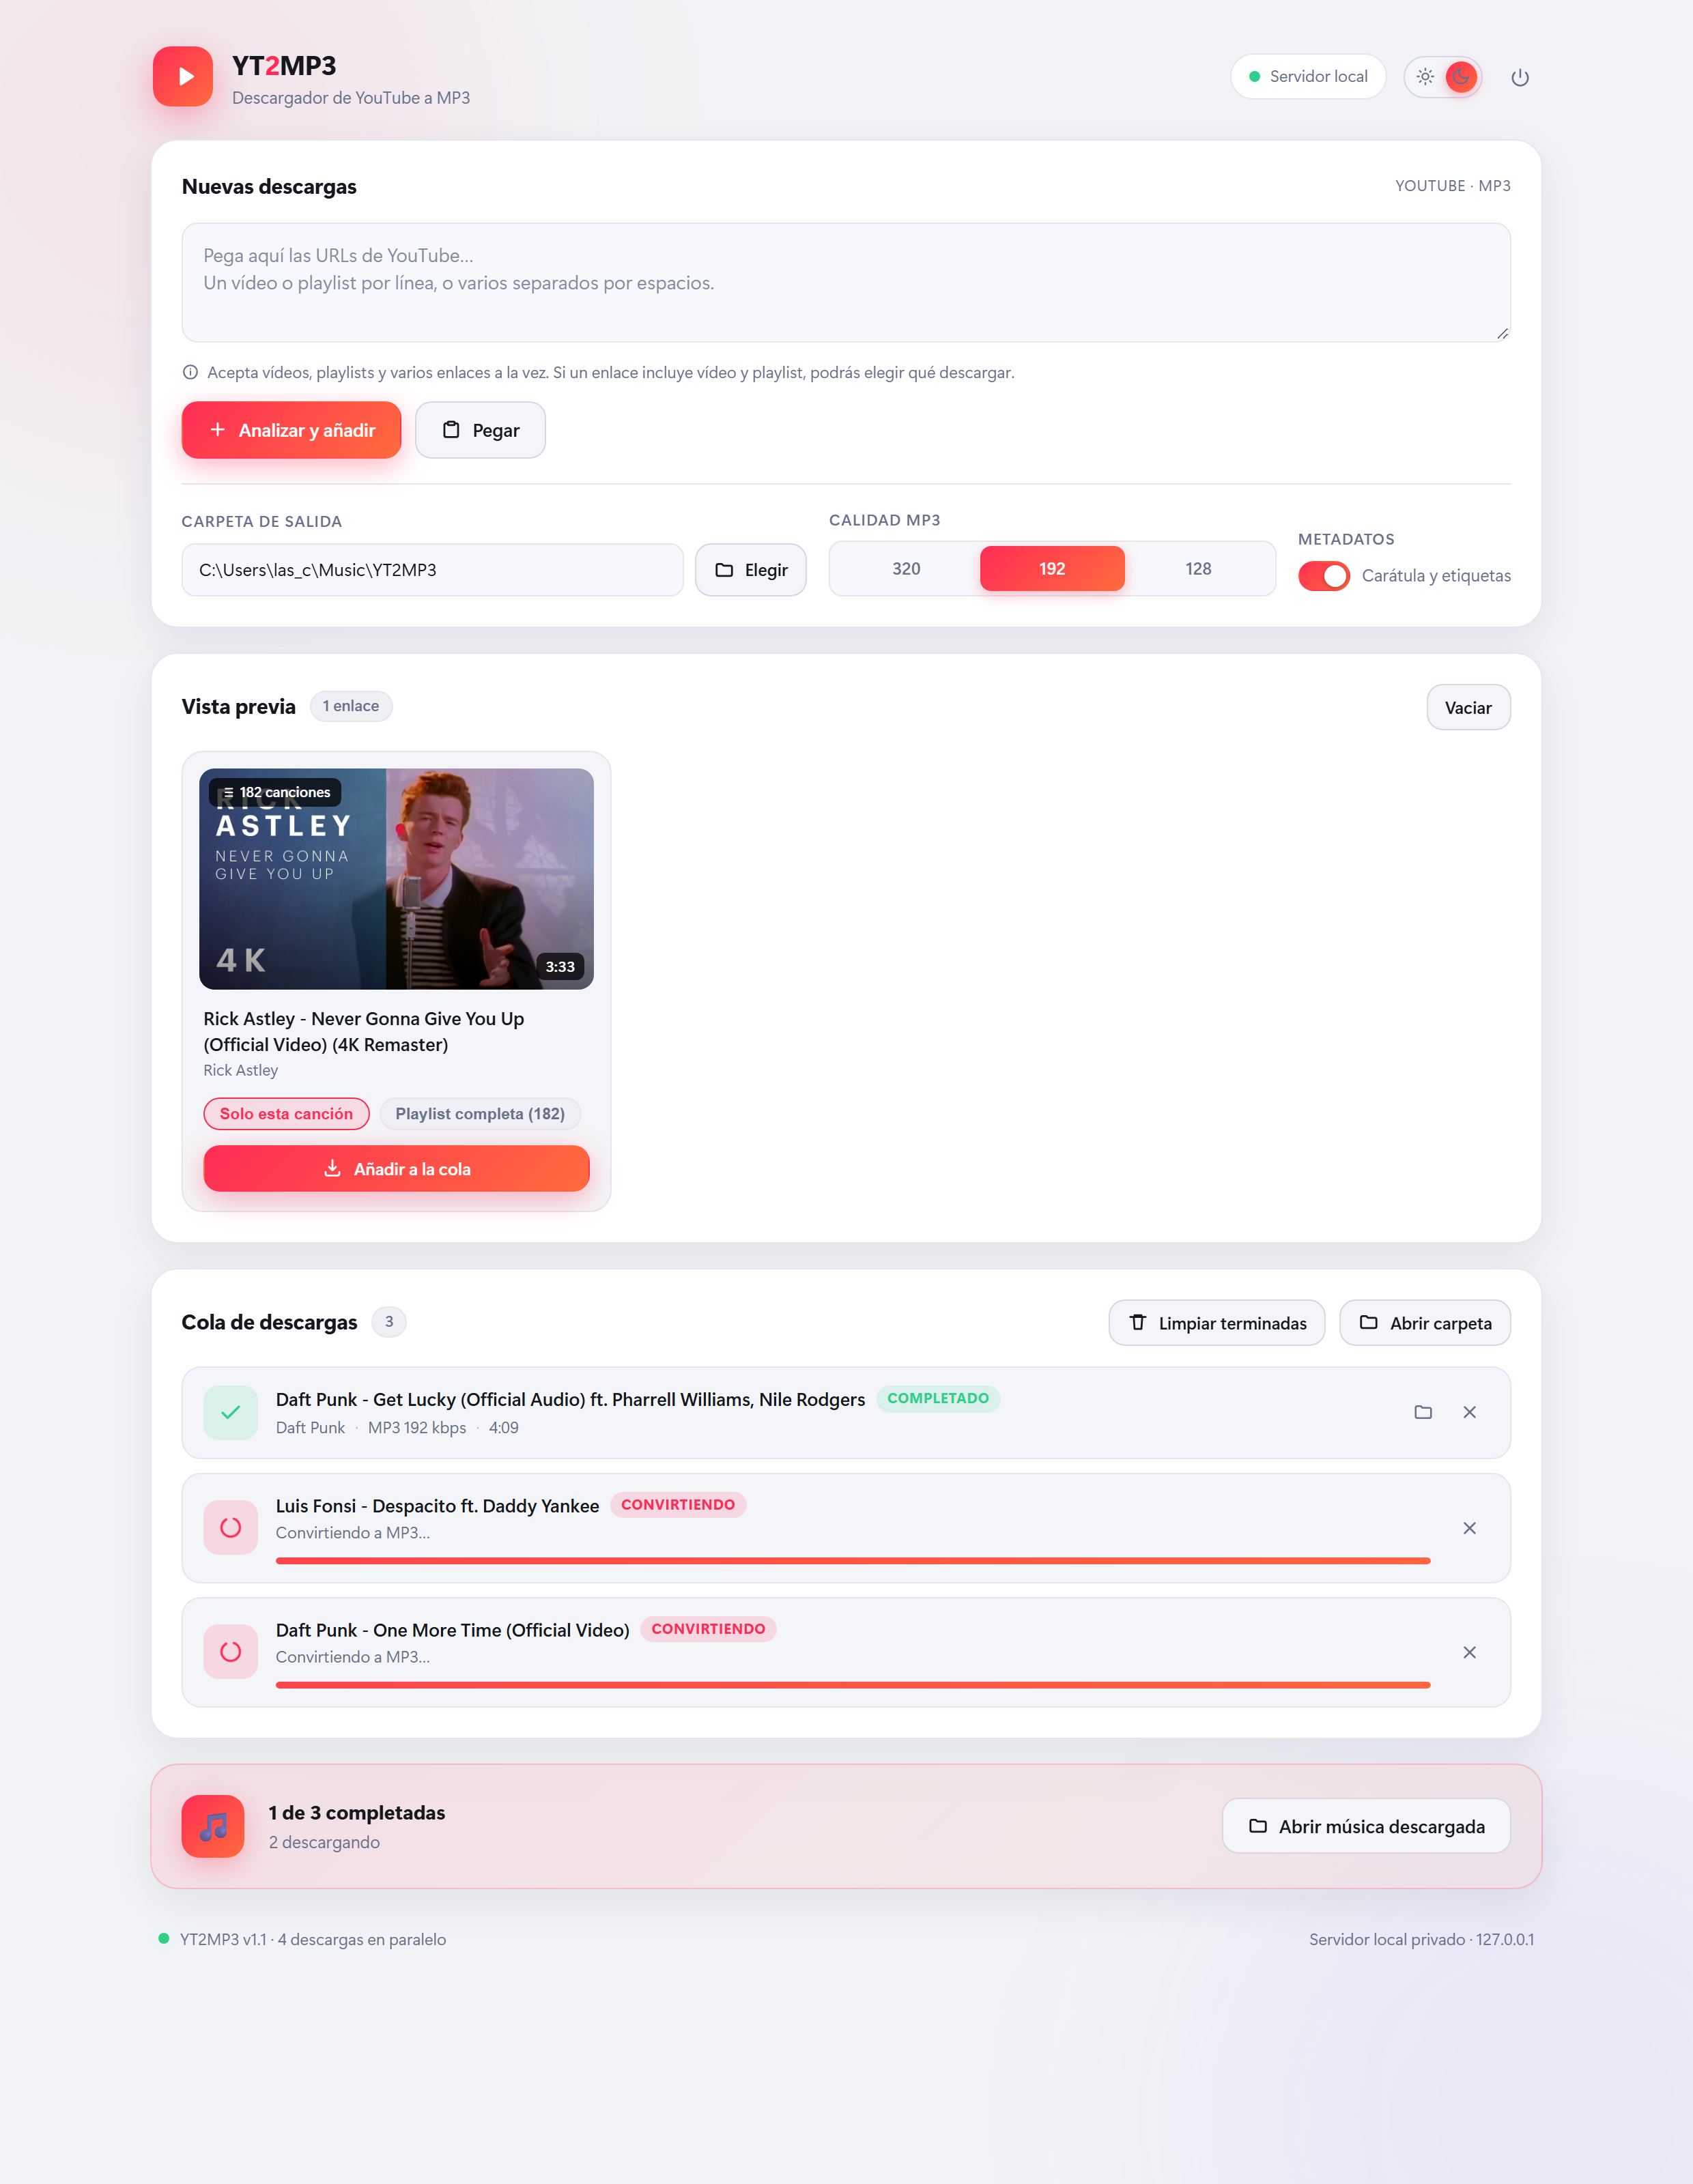 YT2MP3
Descargador de YouTube a MP3
Servidor local
Nuevas descargas
YOUTUBE · MP3
Pega aquí las URLs de YouTube...
Un vídeo o playlist por línea, o varios separados por espacios.
Acepta vídeos, playlists y varios enlaces a la vez. Si un enlace incluye vídeo y playlist, podrás elegir qué descargar.
Analizar y añadir
Pegar
CARPETA DE SALIDA
C:\Users\las_c\Music\YT2MP3
Elegir
CALIDAD MP3
320
192
128
METADATOS
Carátula y etiquetas
Vista previa
1 enlace
Vaciar
182 canciones
RICK
ASTLEY
NEVER GONNA
GIVE YOU UP
4K
3:33
Rick Astley - Never Gonna Give You Up
(Official Video) (4K Remaster)
Rick Astley
Solo esta canción
Playlist completa (182)
Añadir a la cola
Cola de descargas
3
Limpiar terminadas
Abrir carpeta
Daft Punk - Get Lucky (Official Audio) ft. Pharrell Williams, Nile Rodgers
COMPLETADO
Daft Punk · MP3 192 kbps · 4:09
Luis Fonsi - Despacito ft. Daddy Yankee
CONVIRTIENDO
Convirtiendo a MP3...
Daft Punk - One More Time (Official Video)
CONVIRTIENDO
Convirtiendo a MP3...
1 de 3 completadas
2 descargando
Abrir música descargada
YT2MP3 v1.1 · 4 descargas en paralelo
Servidor local privado · 127.0.0.1